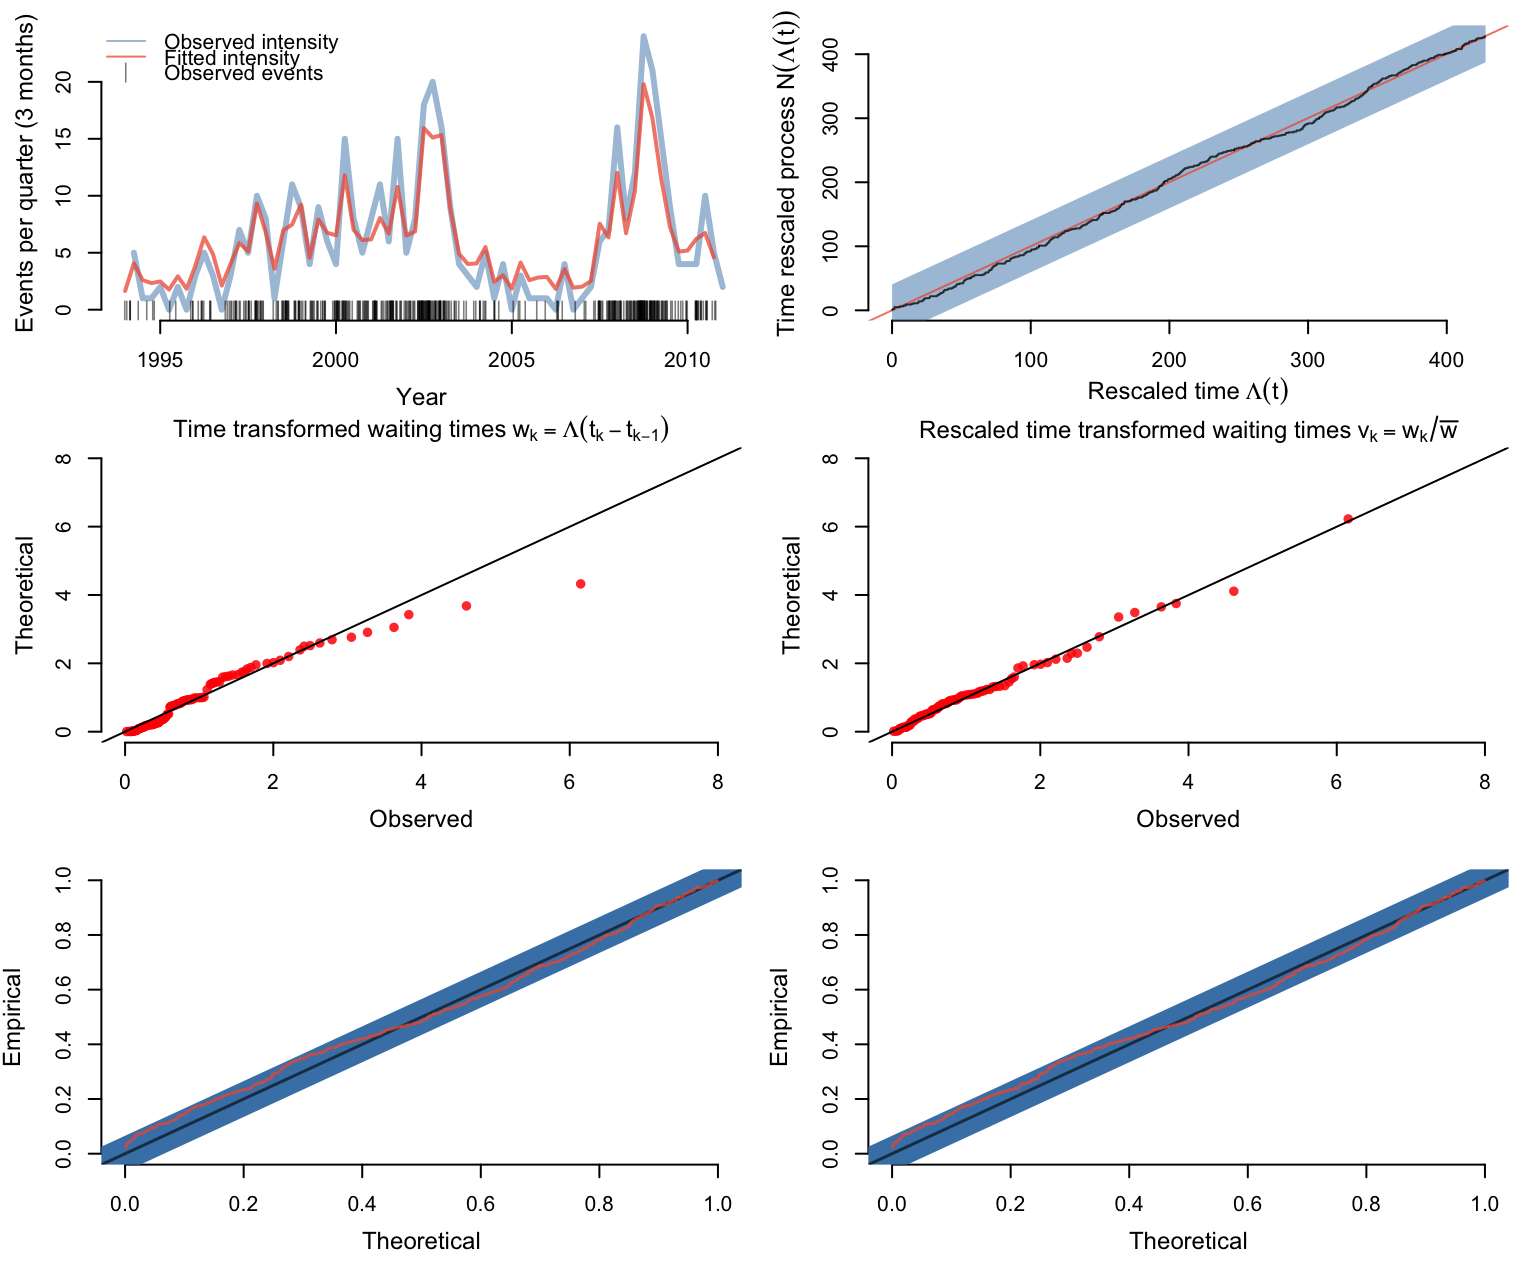 Events per quarter (3 months)
0 5 10 15 20
Observed intensity
Fitted intensity
Observed events
1995 2000 2005 2010
Year
Time rescaled process N(Λ(t))
0 100 200 300 400
0 100 200 300 400
Rescaled time Λ(t)
Time transformed waiting times wₖ = Λ(tₖ − tₖ₋₁)
Theoretical
0 2 4 6 8
0 2 4 6 8
Observed
Rescaled time transformed waiting times vₖ = wₖ/w̅
Theoretical
0 2 4 6 8
0 2 4 6 8
Observed
Empirical
0.0 0.2 0.4 0.6 0.8 1.0
0.0 0.2 0.4 0.6 0.8 1.0
Theoretical
Empirical
0.0 0.2 0.4 0.6 0.8 1.0
0.0 0.2 0.4 0.6 0.8 1.0
Theoretical